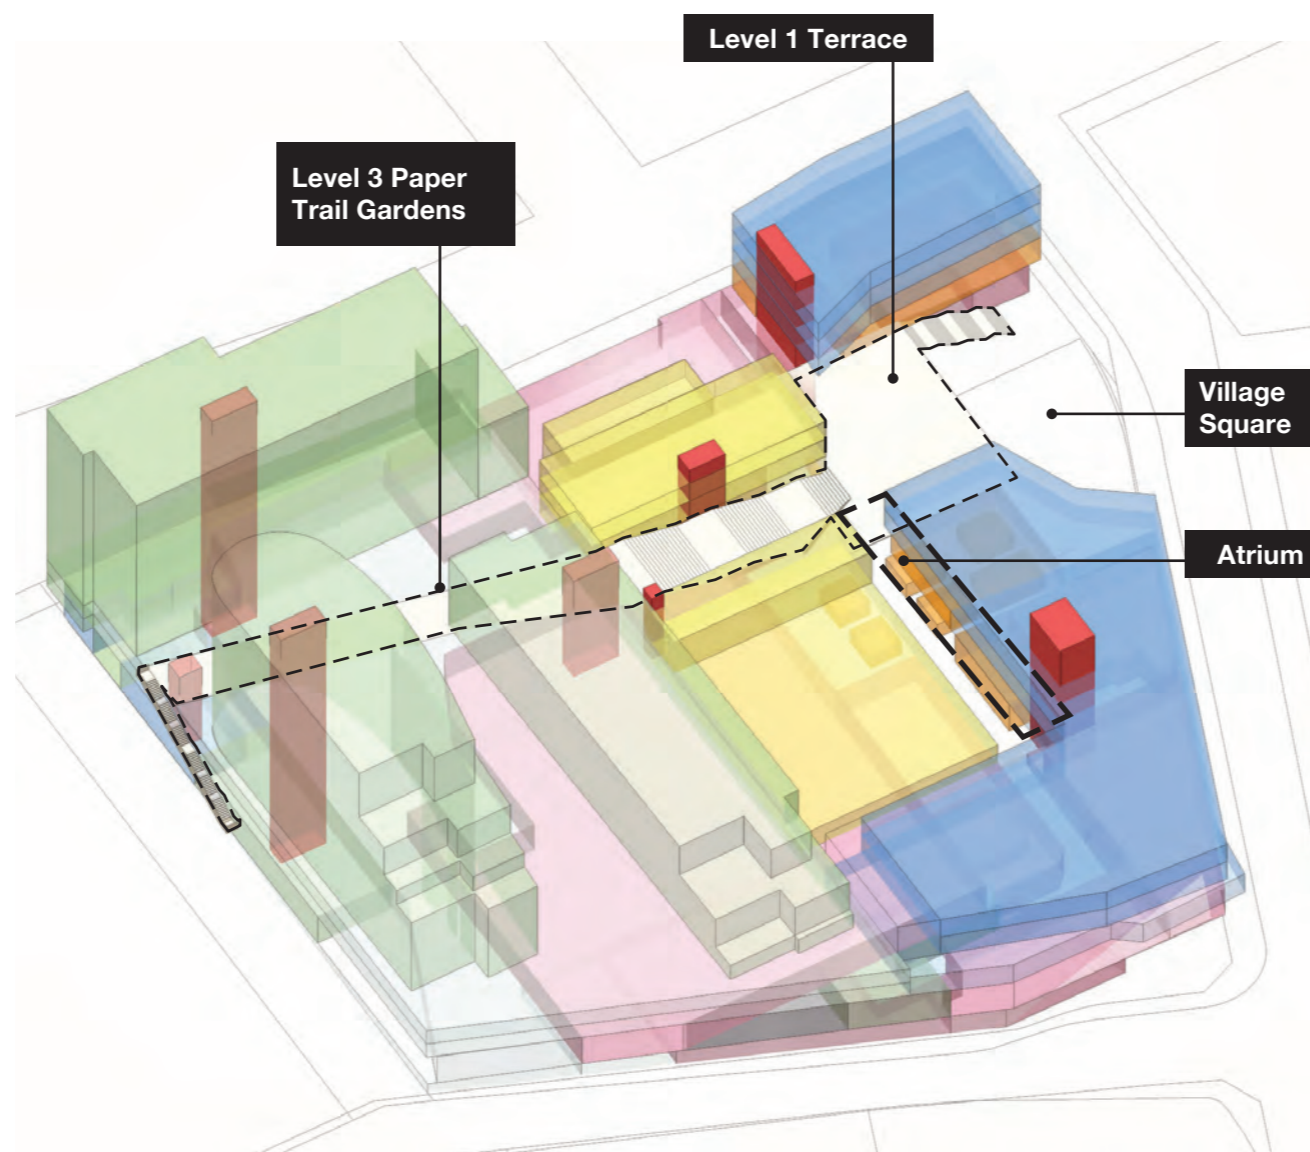 Level 1 Terrace
Level 3 Paper
Trail Gardens
Village
Square
Atrium